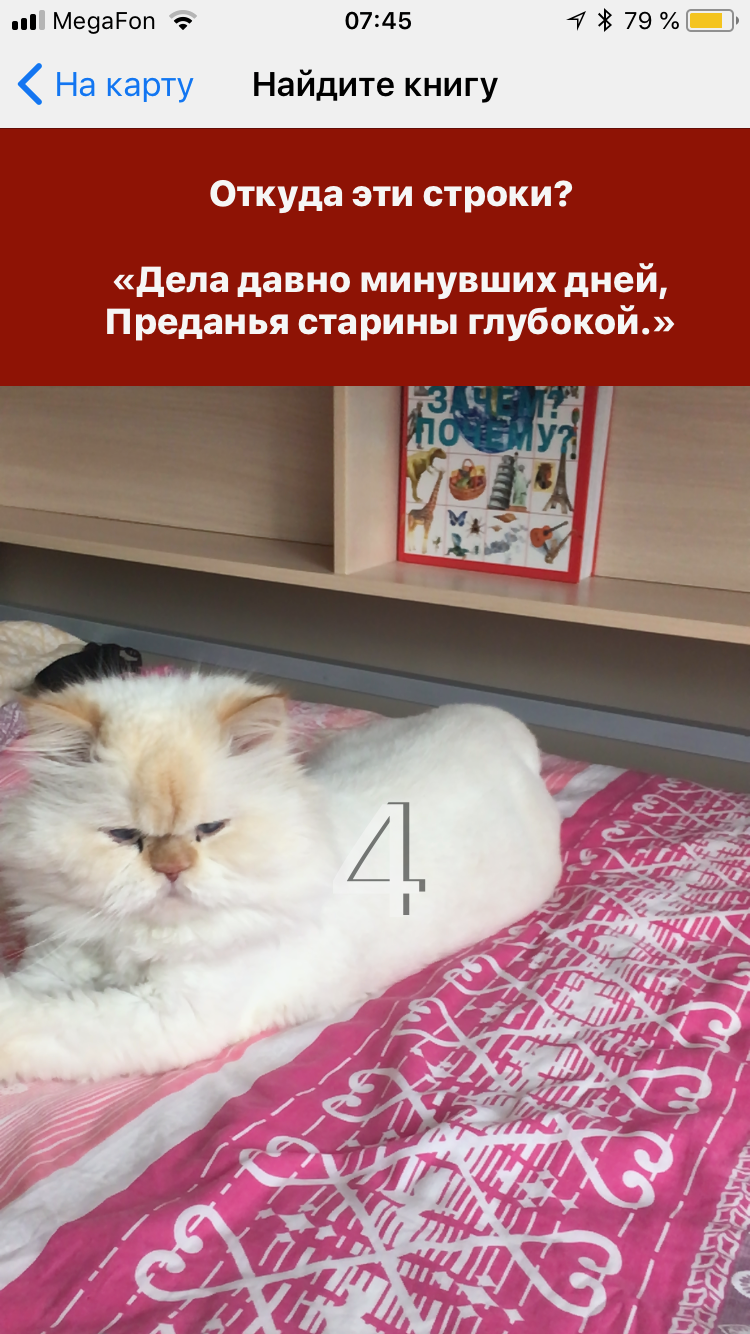 MegaFon 07:45 79 %
На карту Найдите книгу
Откуда эти строки?
«Дела давно минувших дней,
Преданья старины глубокой.»
ЗАЧЕМ?
ПОЧЕМУ?
4